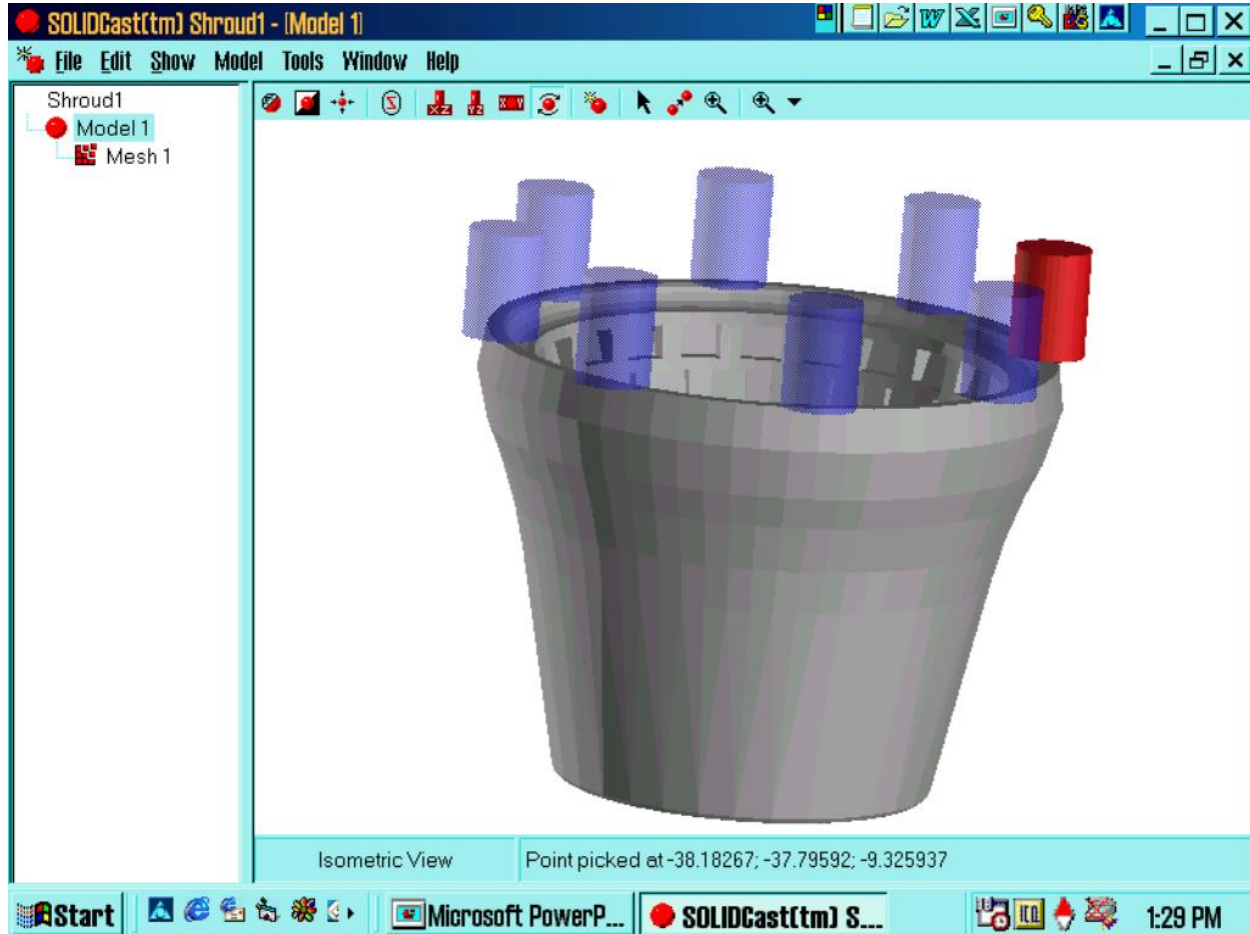 SOLIDCast(tm) Shroud1 - [Model 1]
File Edit Show Model Tools Window Help
Shroud1
Model 1
Mesh 1
Isometric View
Point picked at -38.18267; -37.79592; -9.325937
Start
Microsoft PowerP...
SOLIDCast(tm) S...
1:29 PM